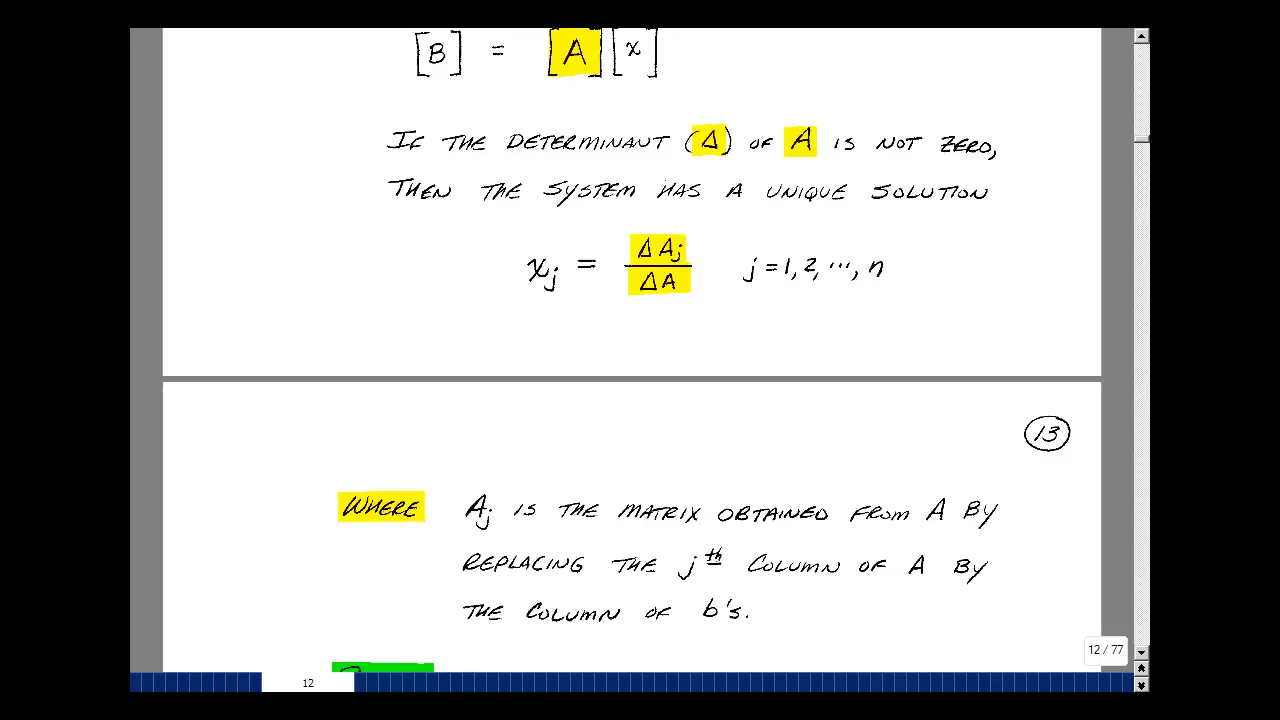 [B] = [A][x]
IF THE DETERMINANT (Δ) OF A IS NOT ZERO,
THEN THE SYSTEM HAS A UNIQUE SOLUTION
xj = ΔAj / ΔA j = 1, 2, ..., n
13
WHERE Aj IS THE MATRIX OBTAINED FROM A BY
REPLACING THE jth COLUMN OF A BY
THE COLUMN OF b's.
12 / 77
12